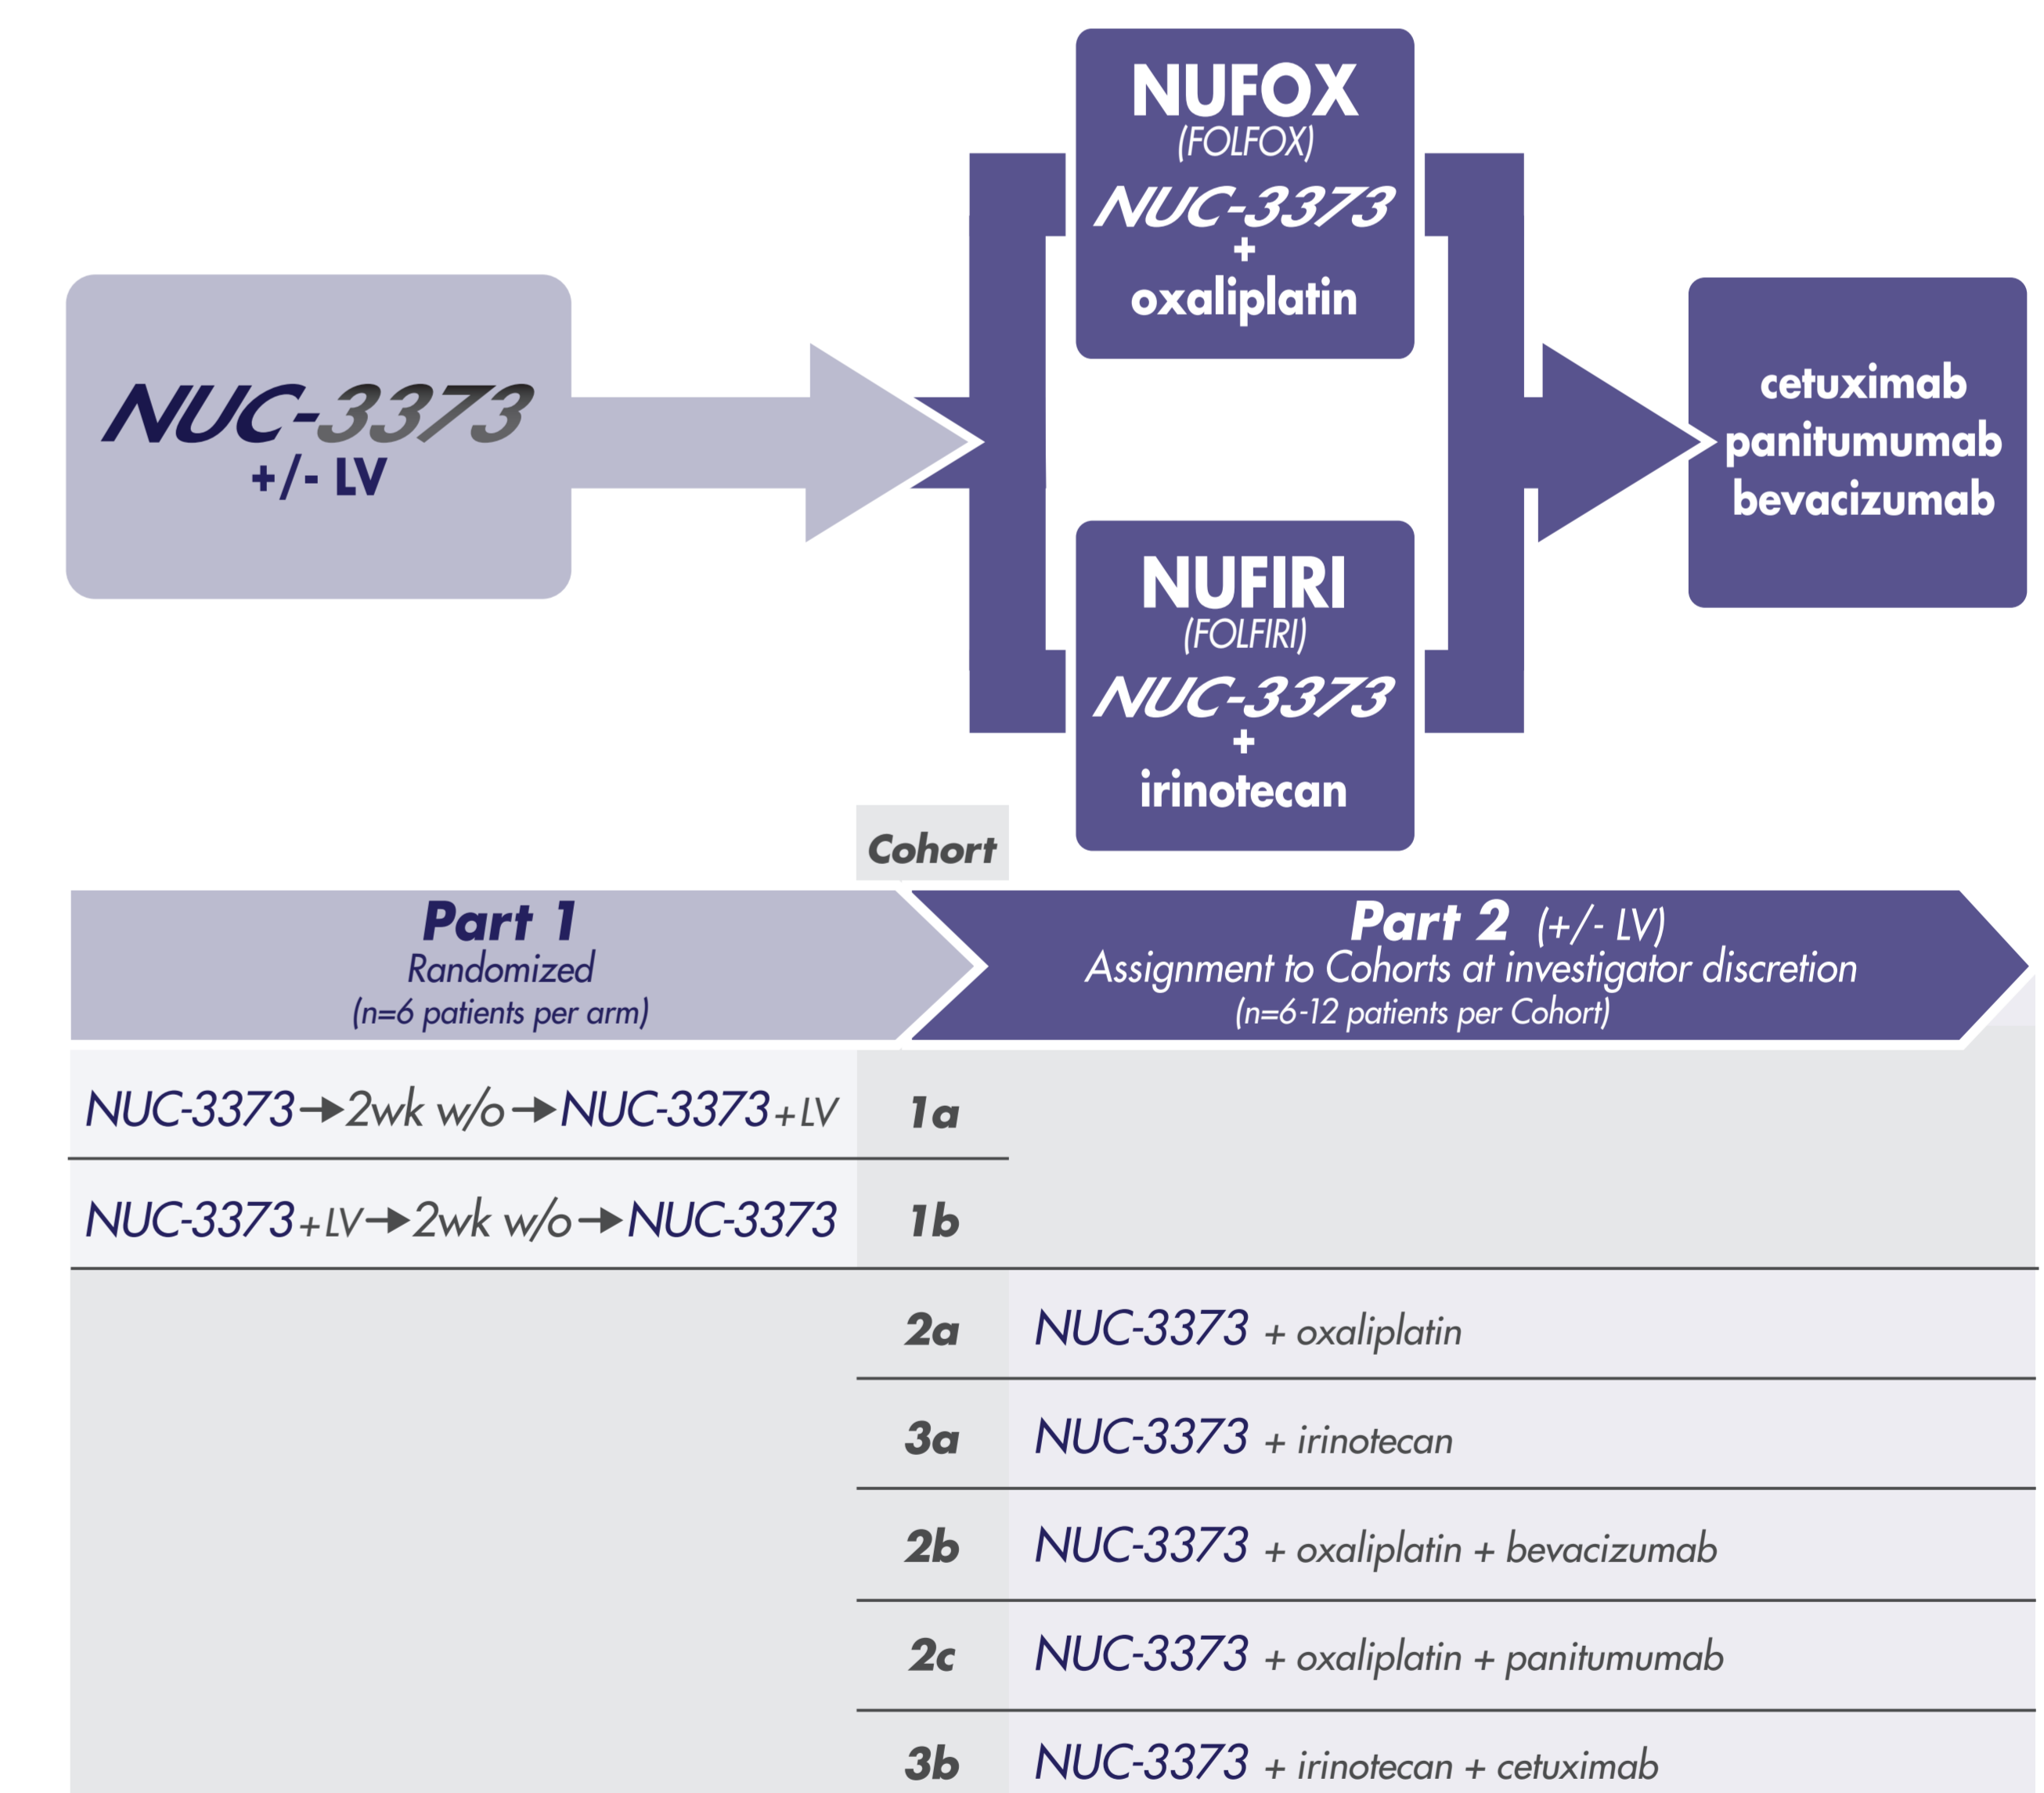 NUFOX
(FOLFOX)
NUC-3373
+
oxaliplatin
NUC-3373
+/- LV
cetuximab
panitumumab
bevacizumab
NUFIRI
(FOLFIRI)
NUC-3373
+
irinotecan
Cohort
Part 1
Randomized
(n=6 patients per arm)
Part 2 (+/- LV)
Assignment to Cohorts at investigator discretion
(n=6-12 patients per Cohort)
NUC-3373→2wk w/o→NUC-3373+LV 1a
NUC-3373+LV→2wk w/o→NUC-3373 1b
2a NUC-3373 + oxaliplatin
3a NUC-3373 + irinotecan
2b NUC-3373 + oxaliplatin + bevacizumab
2c NUC-3373 + oxaliplatin + panitumumab
3b NUC-3373 + irinotecan + cetuximab